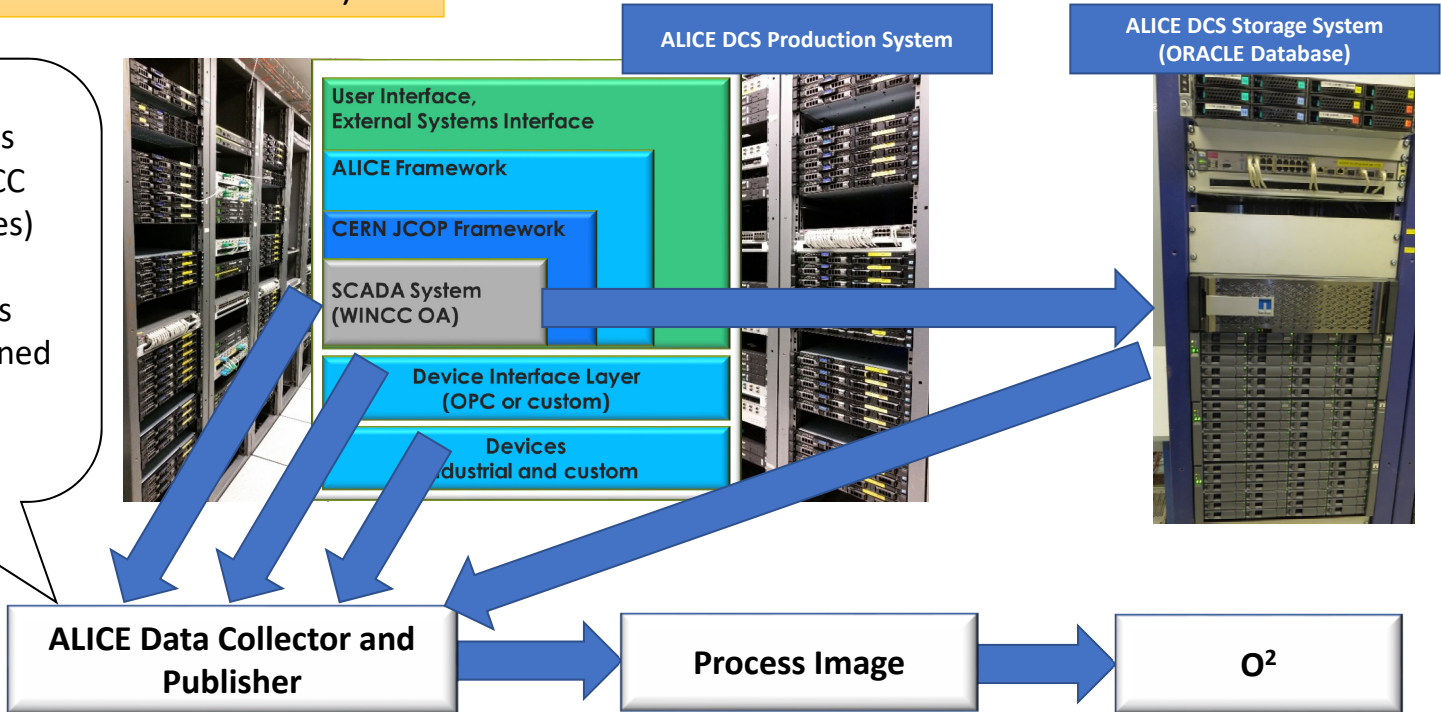 ALICE DCS Production System
ALICE DCS Storage System
(ORACLE Database)
User Interface,
External Systems Interface
ALICE Framework
CERN JCOP Framework
SCADA System
(WINCC OA)
Device Interface Layer
(OPC or custom)
Devices
and custom
ALICE Data Collector and
Publisher
Process Image
O²